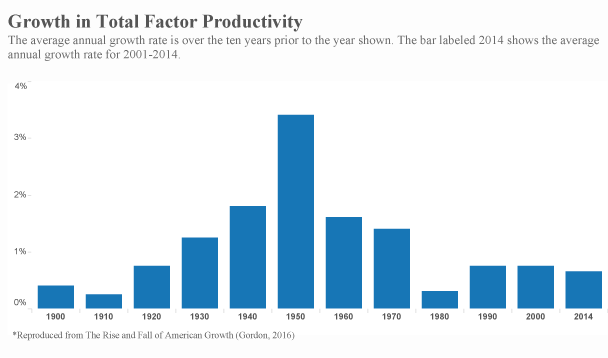 Growth in Total Factor Productivity
The average annual growth rate is over the ten years prior to the year shown. The bar labeled 2014 shows the average
annual growth rate for 2001-2014.
4%
3%
2%
1%
0%
1900 1910 1920 1930 1940 1950 1960 1970 1980 1990 2000 2014
*Reproduced from The Rise and Fall of American Growth (Gordon, 2016)